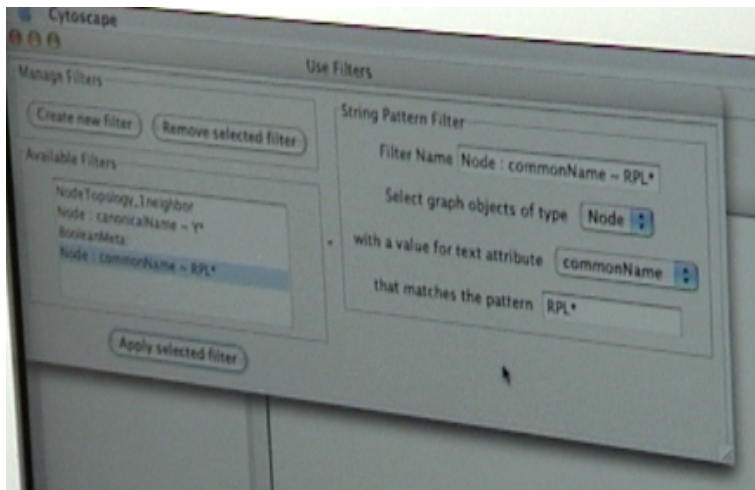 Cytoscape
Use Filters
Manage Filters
Create new filter
Remove selected filter
Available Filters
NodeTopology_1neighbor
Node : canonicalName ~ Y*
BooleanMeta:
Node : commonName ~ RPL*
Apply selected filter
String Pattern Filter
Filter Name Node : commonName ~ RPL*
Select graph objects of type Node
with a value for text attribute commonName
that matches the pattern RPL*